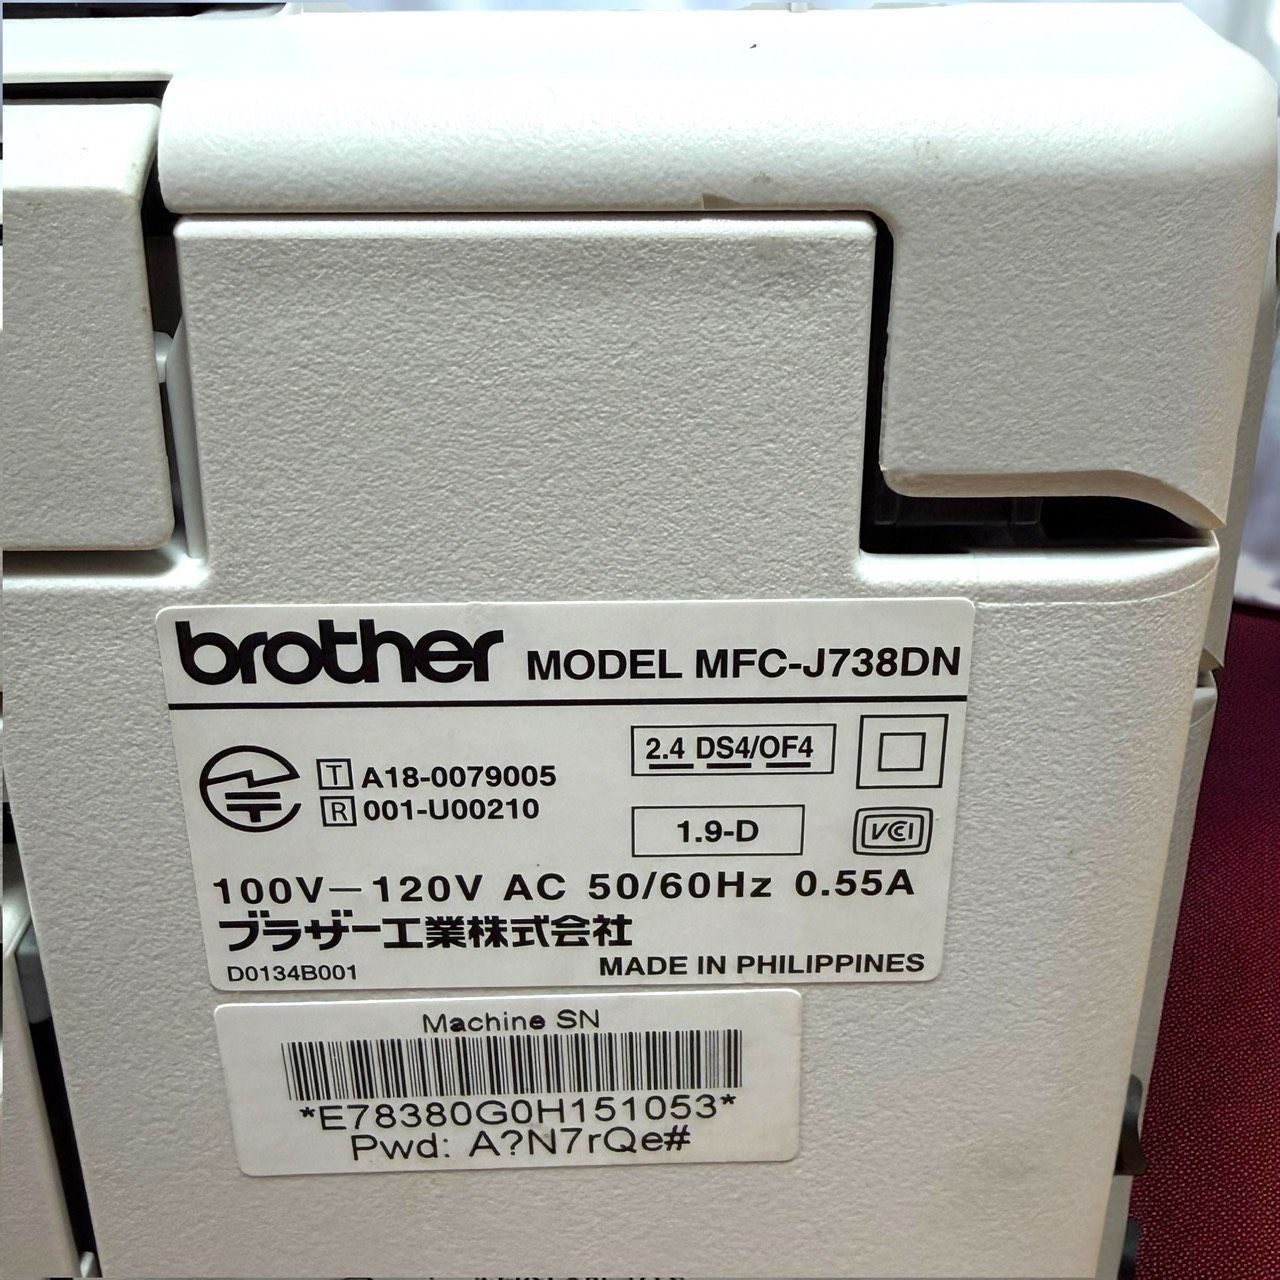 brother MODEL MFC-J738DN
T A18-0079005
R 001-U00210
2.4 DS4/OF4
1.9-D
VCCI
100V—120V AC 50/60Hz 0.55A
ブラザー工業株式会社
D0134B001
MADE IN PHILIPPINES
Machine SN
*E78380G0H151053*
Pwd: A?N7rQe#